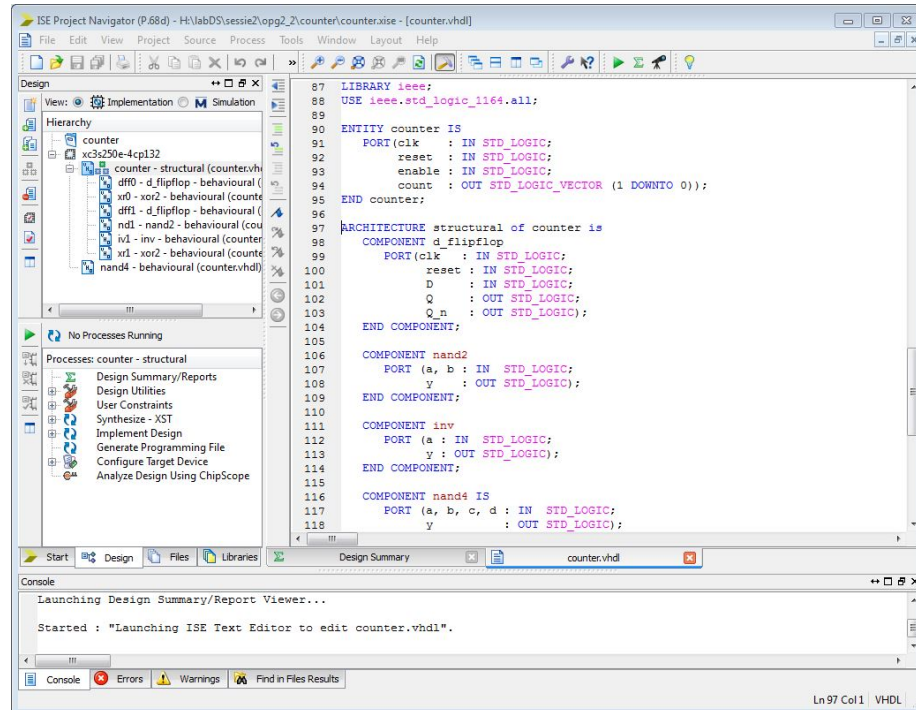 ISE Project Navigator (P.68d) - H:\labDS\sessie2\opg2_2\counter\counter.xise - [counter.vhdl]
File Edit View Project Source Process Tools Window Layout Help
Design
View: Implementation Simulation
Hierarchy
counter
xc3s250e-4cp132
counter - structural (counter.vh
dff0 - d_flipflop - behavioural (
xr0 - xor2 - behavioural (counte
dff1 - d_flipflop - behavioural (
nd1 - nand2 - behavioural (cou
iv1 - inv - behavioural (counter
xr1 - xor2 - behavioural (counte
nand4 - behavioural (counter.vhdl)
No Processes Running
Processes: counter - structural
Design Summary/Reports
Design Utilities
User Constraints
Synthesize - XST
Implement Design
Generate Programming File
Configure Target Device
Analyze Design Using ChipScope
87 LIBRARY ieee;
88 USE ieee.std_logic_1164.all;
89
90 ENTITY counter IS
91 PORT(clk : IN STD_LOGIC;
92 reset : IN STD_LOGIC;
93 enable : IN STD_LOGIC;
94 count : OUT STD_LOGIC_VECTOR (1 DOWNTO 0));
95 END counter;
96
97 ARCHITECTURE structural of counter is
98 COMPONENT d_flipflop
99 PORT(clk : IN STD_LOGIC;
100 reset : IN STD_LOGIC;
101 D : IN STD_LOGIC;
102 Q : OUT STD_LOGIC;
103 Q_n : OUT STD_LOGIC);
104 END COMPONENT;
105
106 COMPONENT nand2
107 PORT (a, b : IN STD_LOGIC;
108 y : OUT STD_LOGIC);
109 END COMPONENT;
110
111 COMPONENT inv
112 PORT (a : IN STD_LOGIC;
113 y : OUT STD_LOGIC);
114 END COMPONENT;
115
116 COMPONENT nand4 IS
117 PORT (a, b, c, d : IN STD_LOGIC;
118 y : OUT STD_LOGIC);
Start Design Files Libraries Design Summary counter.vhdl
Console
Launching Design Summary/Report Viewer...
Started : "Launching ISE Text Editor to edit counter.vhdl".
Console Errors Warnings Find in Files Results
Ln 97 Col 1 VHDL